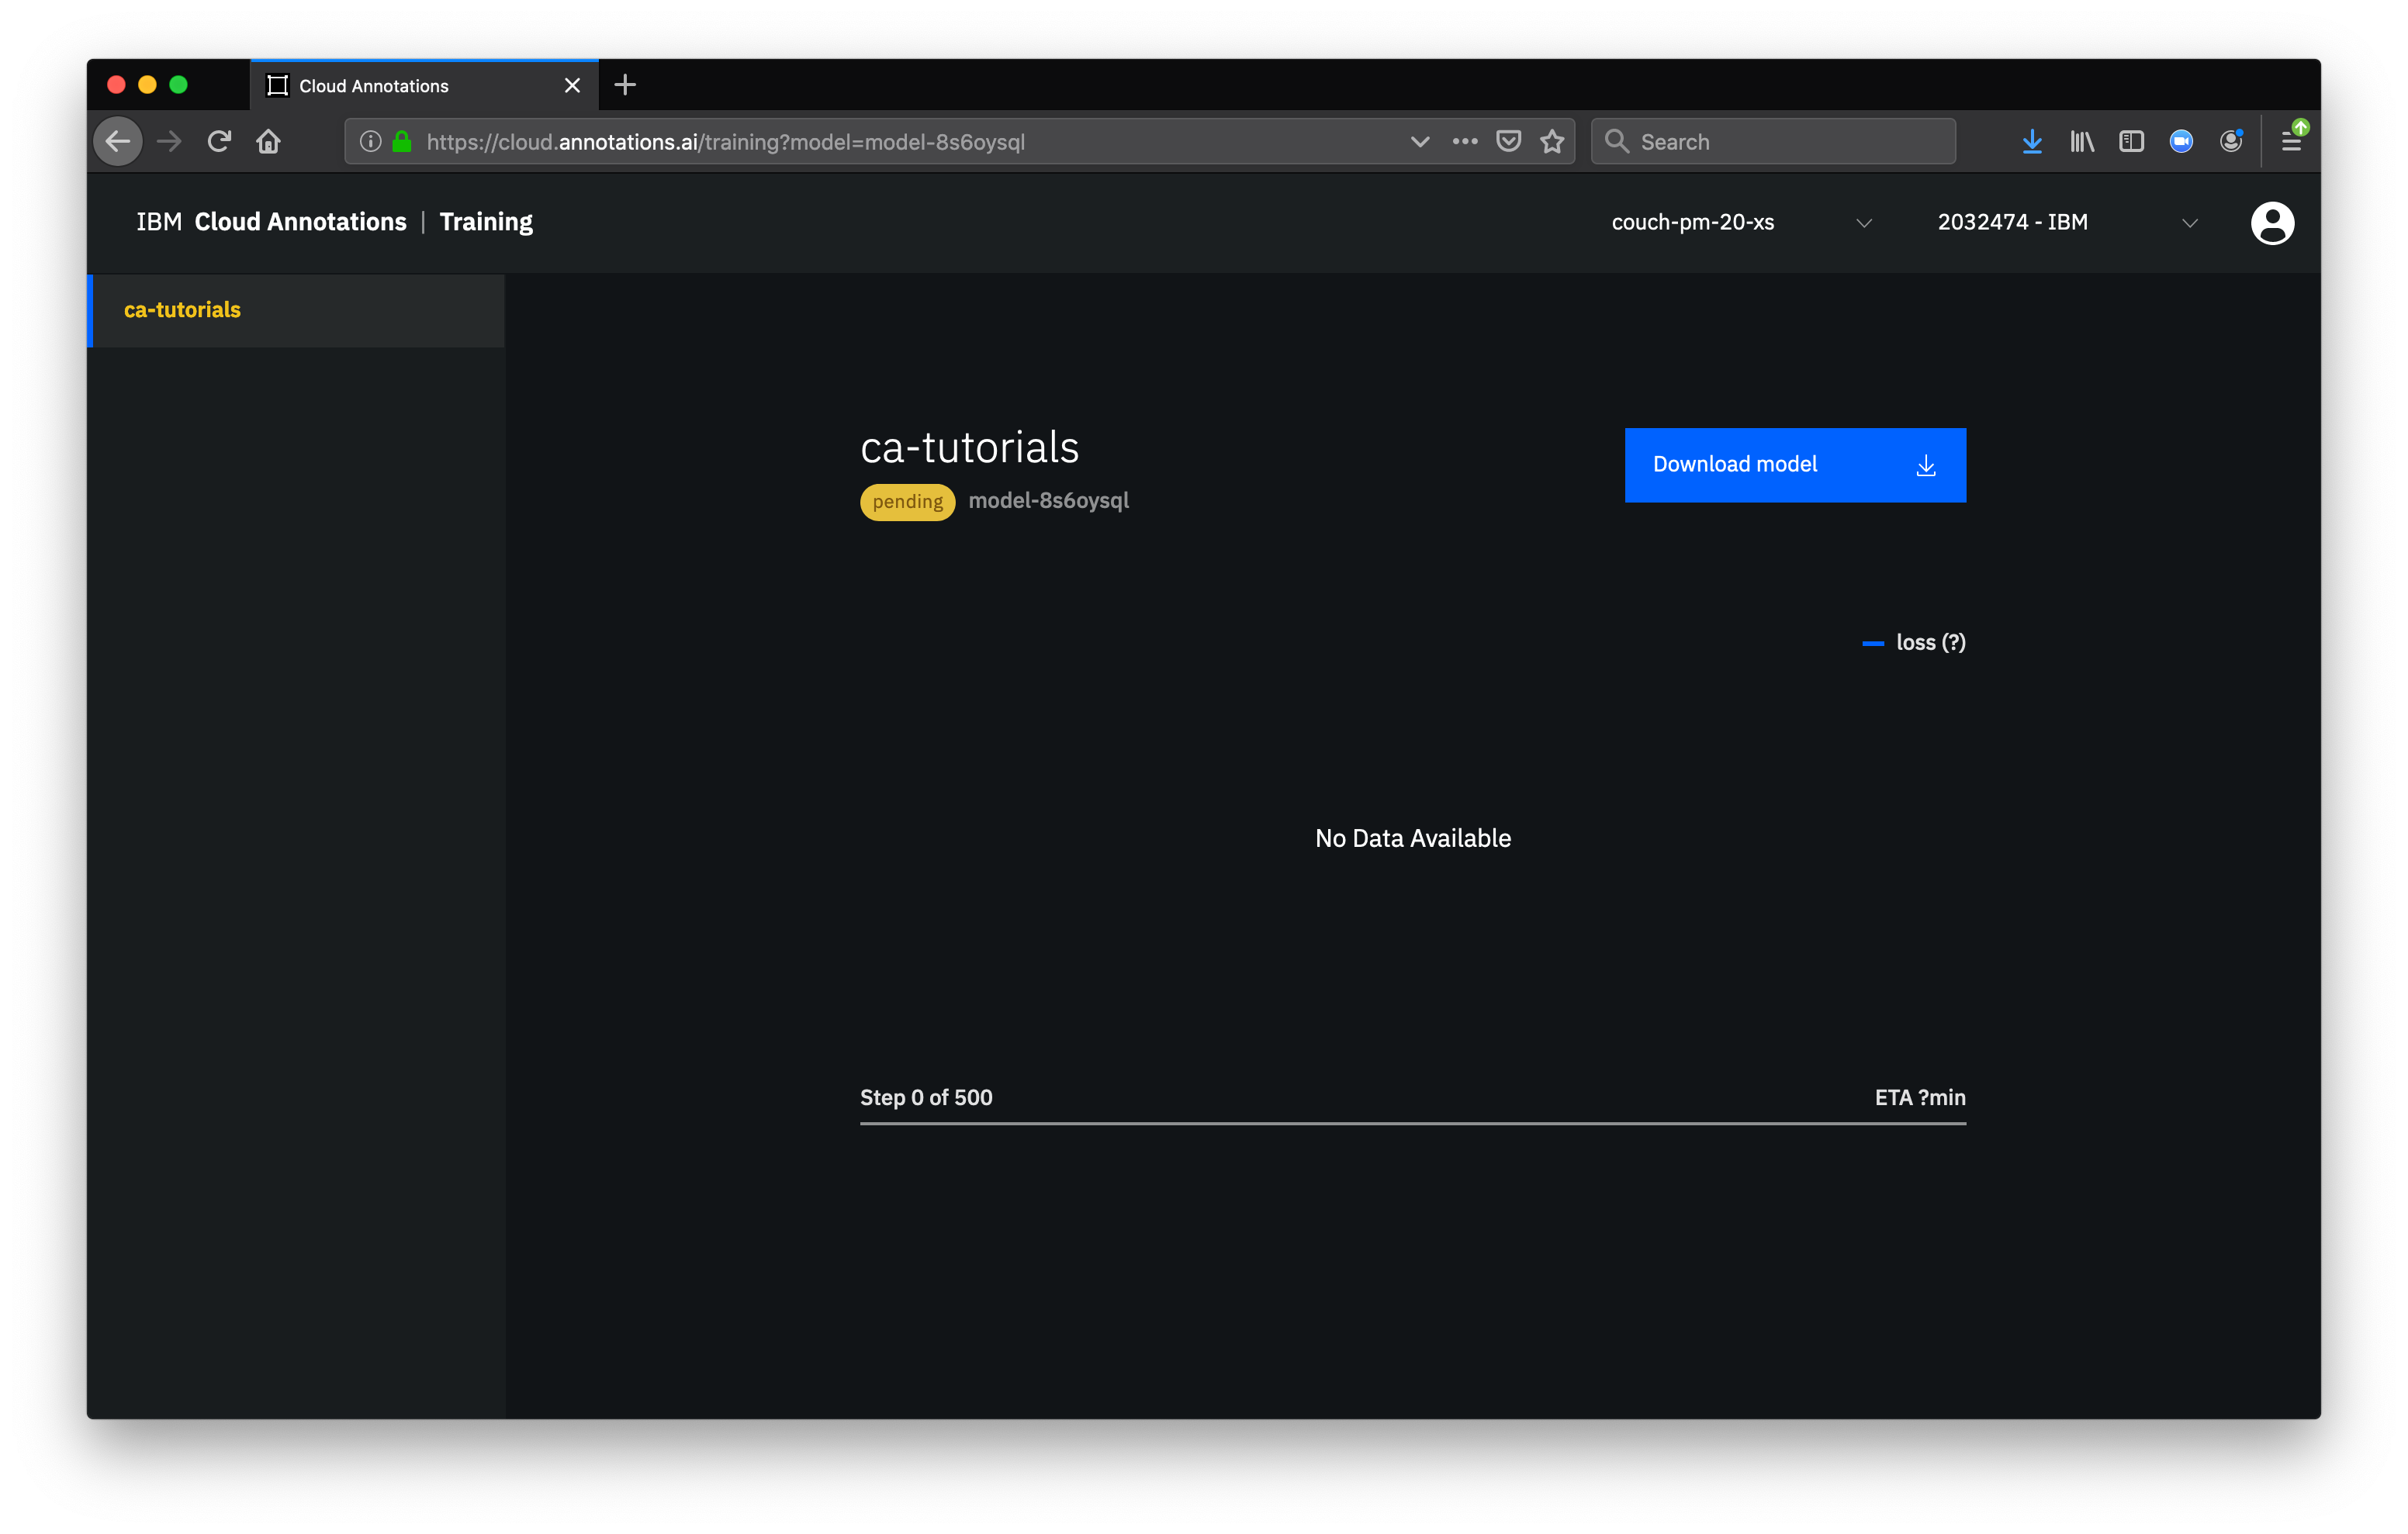 Cloud Annotations
https://cloud.annotations.ai/training?model=model-8s6oysql
Search
IBM Cloud Annotations | Training
couch-pm-20-xs
2032474 - IBM
ca-tutorials
ca-tutorials
Download model
pending model-8s6oysql
loss (?)
No Data Available
Step 0 of 500
ETA ?min